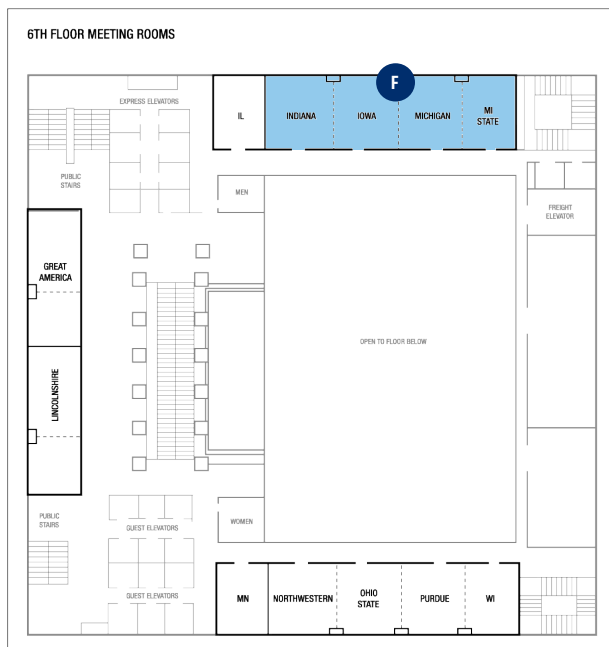 6TH FLOOR MEETING ROOMS
F
EXPRESS ELEVATORS
IL
INDIANA
IOWA
MICHIGAN
MI
STATE
PUBLIC
STAIRS
MEN
FREIGHT
ELEVATOR
GREAT
AMERICA
OPEN TO FLOOR BELOW
LINCOLNSHIRE
PUBLIC
STAIRS
GUEST ELEVATORS
WOMEN
GUEST ELEVATORS
MN
NORTHWESTERN
OHIO
STATE
PURDUE
WI